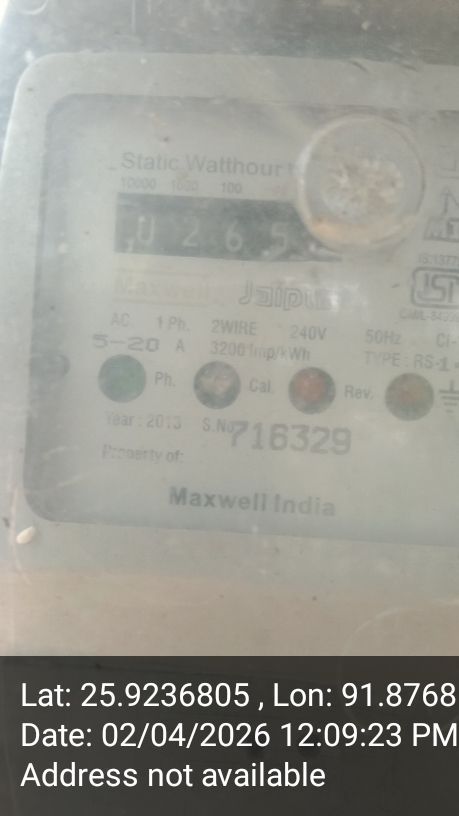 Static Watthour
10000 1000 100
0 2 6 5
Maxwell Jaipur
AC 1 Ph. 2WIRE 240V 50Hz
5-20 A 3200 Imp/kWh TYPE: RS-1
Ph. Cal. Rev.
Year: 2013 S.No. 716329
Property of:
Maxwell India
Lat: 25.9236805 , Lon: 91.8768
Date: 02/04/2026 12:09:23 PM
Address not available